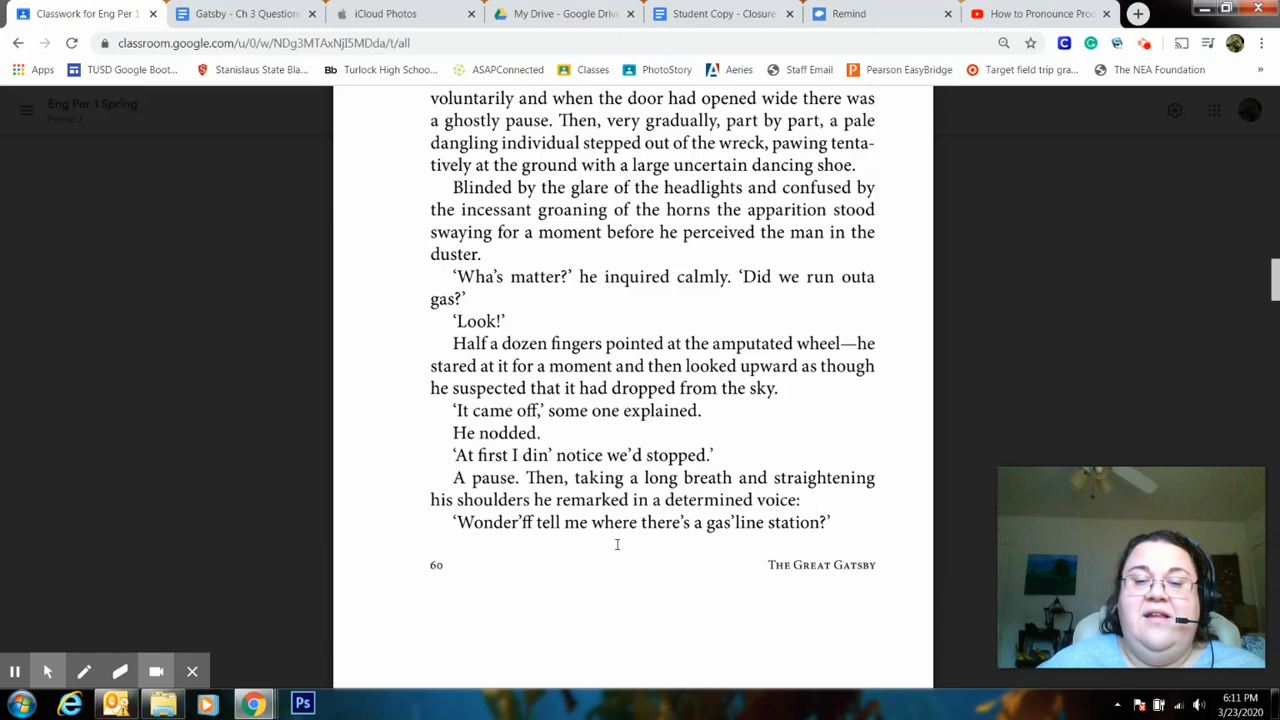 Classwork for Eng Per 1
Gatsby - Ch 3 Question
iCloud Photos
My Drive - Google Driv
Student Copy - Closure
Remind
How to Pronounce Proc
classroom.google.com/u/0/w/NDg3MTAxNjI5MDda/t/all
Apps
TUSD Google Boot...
Stanislaus State Bla...
Bb Turlock High Schoo...
ASAPConnected
Classes
PhotoStory
Aeries
Staff Email
Pearson EasyBridge
Target field trip gra...
The NEA Foundation
»
Eng Per 1 Spring
Period 1
voluntarily and when the door had opened wide there was
a ghostly pause. Then, very gradually, part by part, a pale
dangling individual stepped out of the wreck, pawing tenta-
tively at the ground with a large uncertain dancing shoe.
Blinded by the glare of the headlights and confused by
the incessant groaning of the horns the apparition stood
swaying for a moment before he perceived the man in the
duster.
‘Wha’s matter?’ he inquired calmly. ‘Did we run outa
gas?’
‘Look!’
Half a dozen fingers pointed at the amputated wheel—he
stared at it for a moment and then looked upward as though
he suspected that it had dropped from the sky.
‘It came off,’ some one explained.
He nodded.
‘At first I din’ notice we’d stopped.’
A pause. Then, taking a long breath and straightening
his shoulders he remarked in a determined voice:
‘Wonder’ff tell me where there’s a gas’line station?’
60
The Great Gatsby
Ps
6:11 PM
3/23/2020